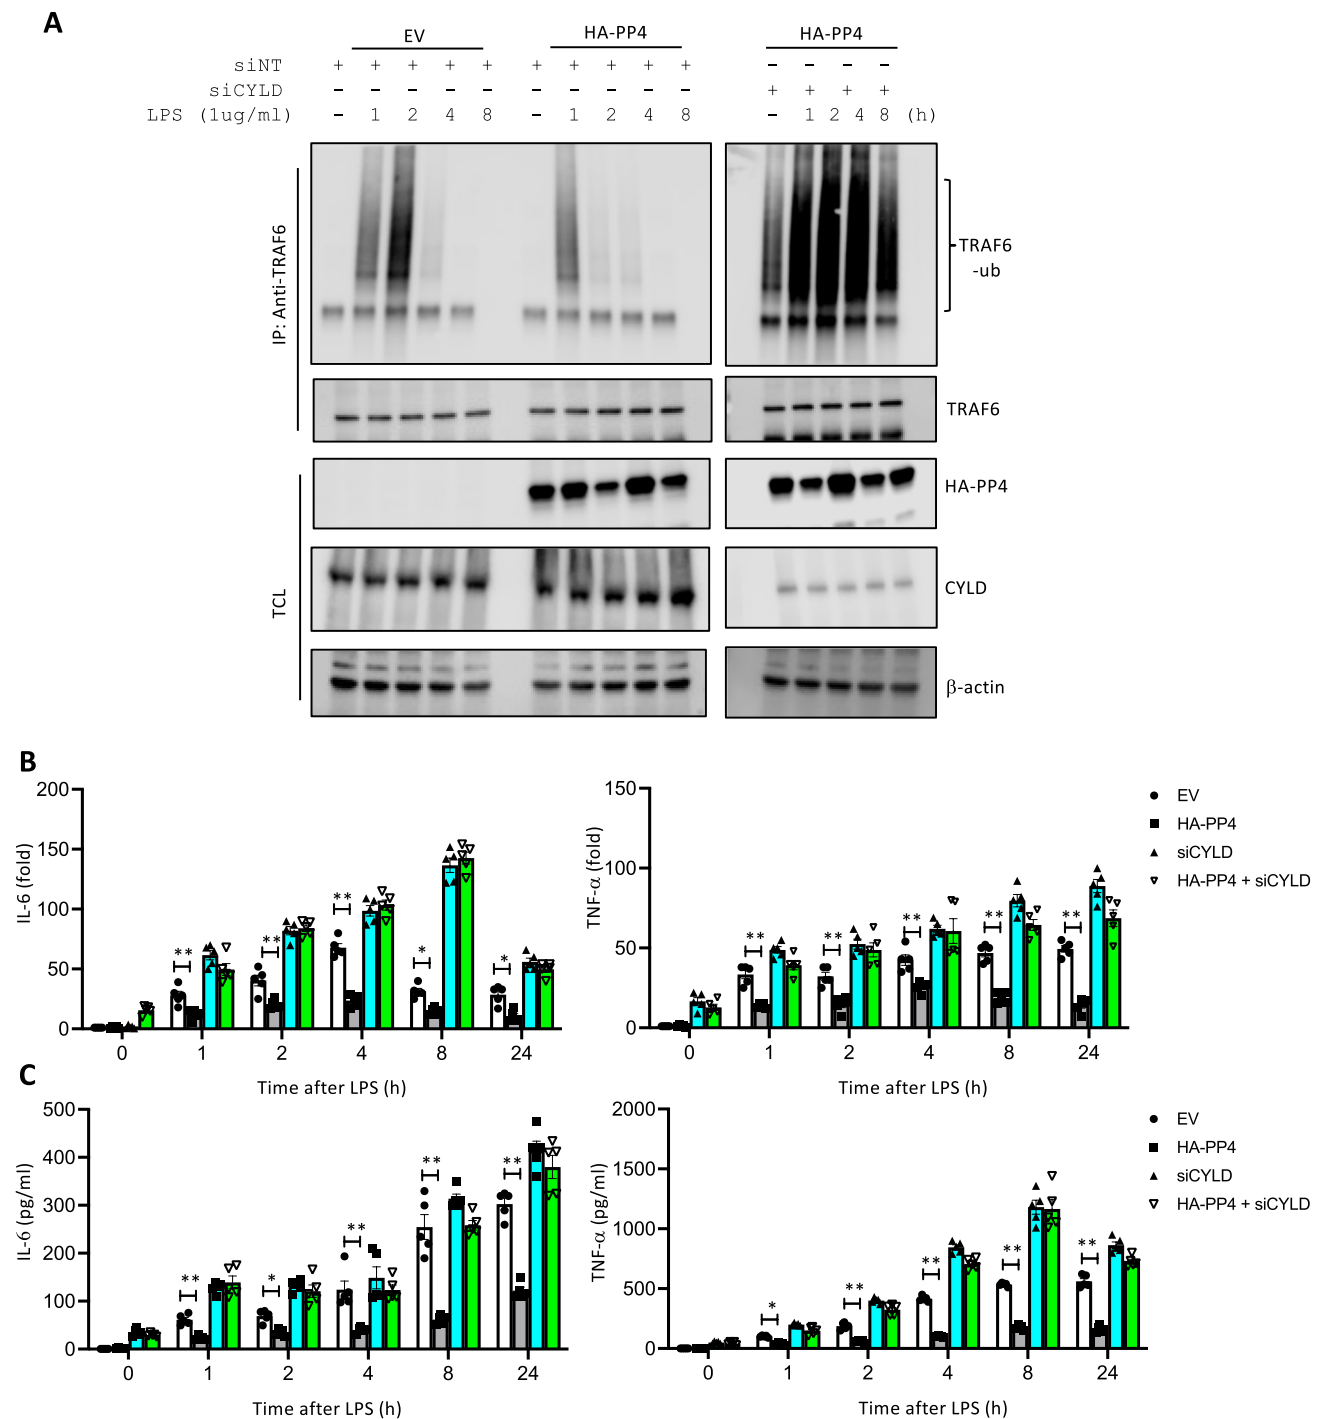 A
EV
HA-PP4
HA-PP4
siNT + + + + + + + + + + − − − −
siCYLD − − − − − − − − − − + + + +
LPS (1ug/ml) − 1 2 4 8 − 1 2 4 8 − 1 2 4 8 (h)
IP: Anti-TRAF6
TRAF6
-ub
TRAF6
TCL
HA-PP4
CYLD
β-actin
B
IL-6 (fold)
200
150
100
50
0
** ** ** * *
0 1 2 4 8 24
Time after LPS (h)
TNF-α (fold)
150
100
50
0
** ** ** ** **
0 1 2 4 8 24
Time after LPS (h)
EV
HA-PP4
siCYLD
HA-PP4 + siCYLD
C
IL-6 (pg/ml)
500
400
300
200
100
0
** * ** ** **
0 1 2 4 8 24
Time after LPS (h)
TNF-α (pg/ml)
2000
1500
1000
500
0
* ** ** ** **
0 1 2 4 8 24
Time after LPS (h)
EV
HA-PP4
siCYLD
HA-PP4 + siCYLD